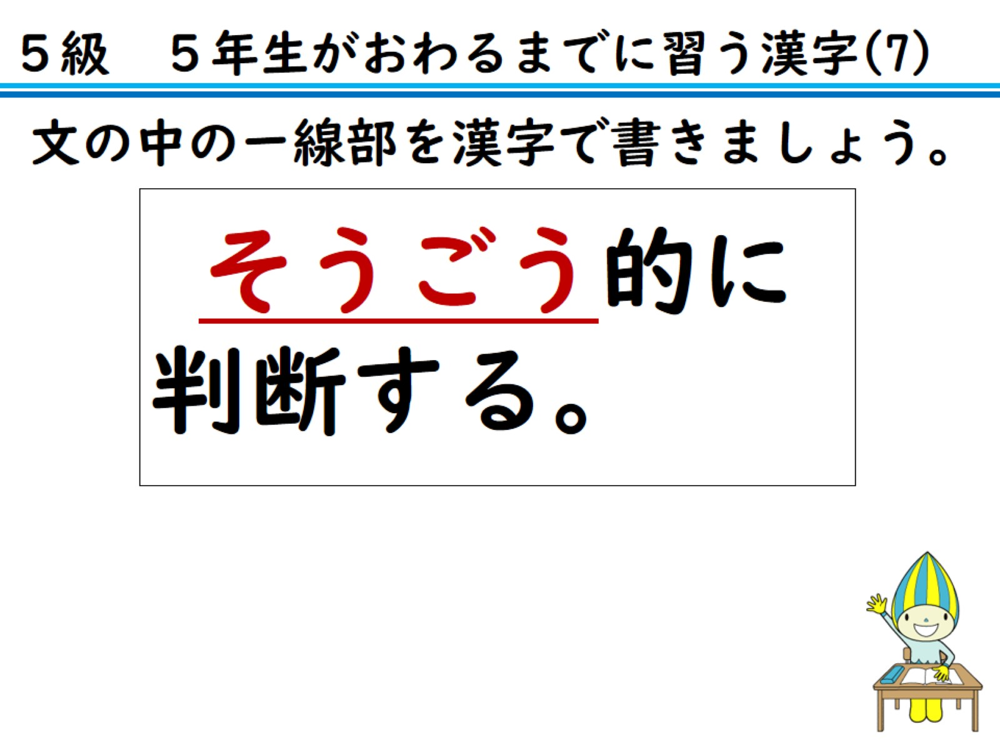 5級　5年生がおわるまでに習う漢字(7)
文の中の―線部を漢字で書きましょう。
そうごう的に
判断する。